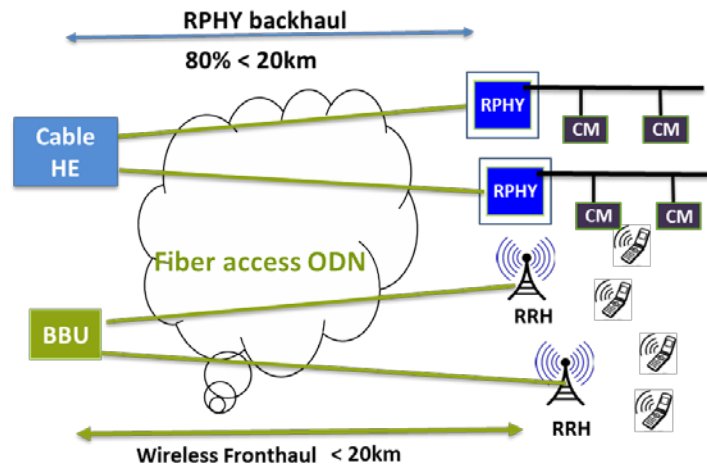 RPHY backhaul
80% < 20km
Cable
HE
RPHY
CM
CM
RPHY
CM
CM
Fiber access ODN
BBU
RRH
RRH
Wireless Fronthaul < 20km